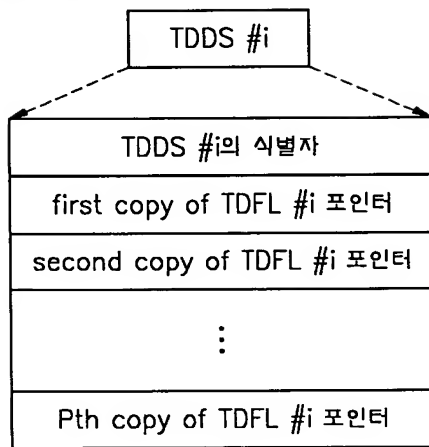 TDDS #i
TDDS #i의 식별자
first copy of TDFL #i 포인터
second copy of TDFL #i 포인터
⋮
Pth copy of TDFL #i 포인터